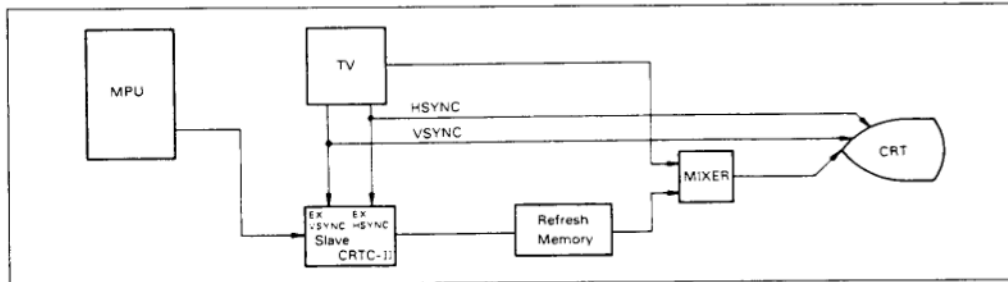 MPU
TV
HSYNC
VSYNC
CRT
MIXER
EX EX
VSYNC HSYNC
Slave
CRTC-II
Refresh
Memory